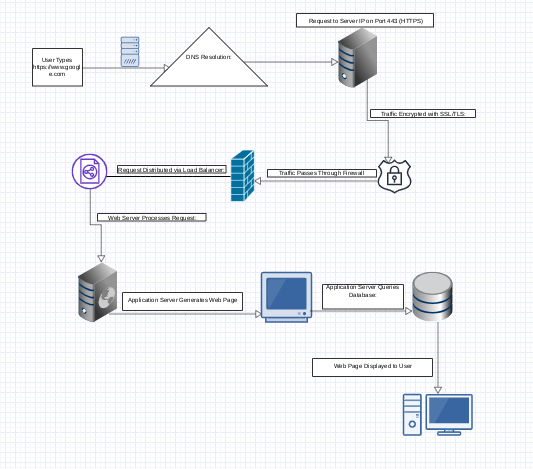 Request to Server IP on Port 443 (HTTPS)
User Types
https://www.googl
e.com
DNS Resolution:
Traffic Encrypted with SSL/TLS:
Request Distributed via Load Balancer:
Traffic Passes Through Firewall
Web Server Processes Request:
Application Server Generates Web Page
Application Server Queries
Database:
Web Page Displayed to User